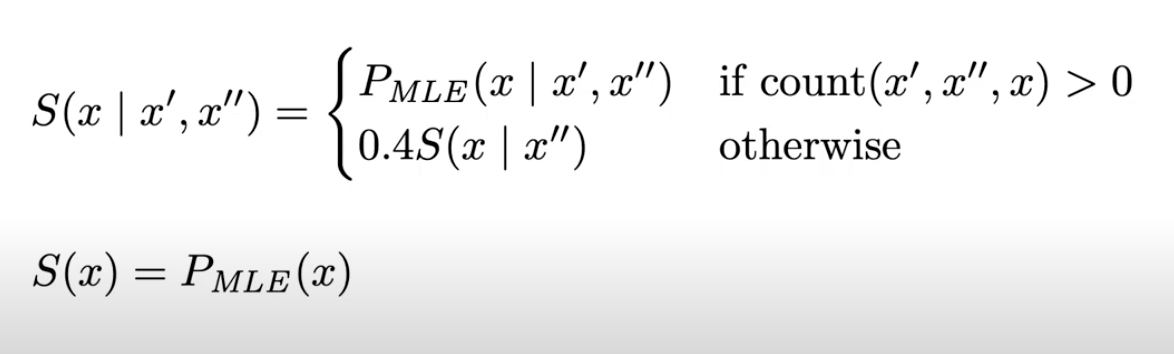 S(x | x′, x″) = { P_MLE(x | x′, x″) if count(x′, x″, x) > 0
0.4S(x | x″) otherwise
S(x) = P_MLE(x)